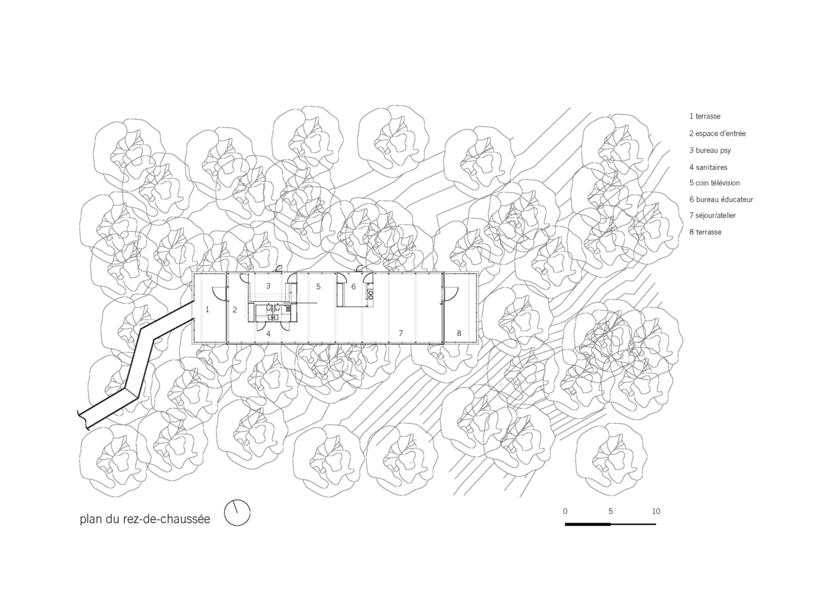 1 terrasse
2 espace d'entrée
3 bureau psy
4 sanitaires
5 coin télévision
6 bureau éducateur
7 séjour/atelier
8 terrasse
3 5 6
1 2
4 7 8
plan du rez-de-chaussée
0 5 10